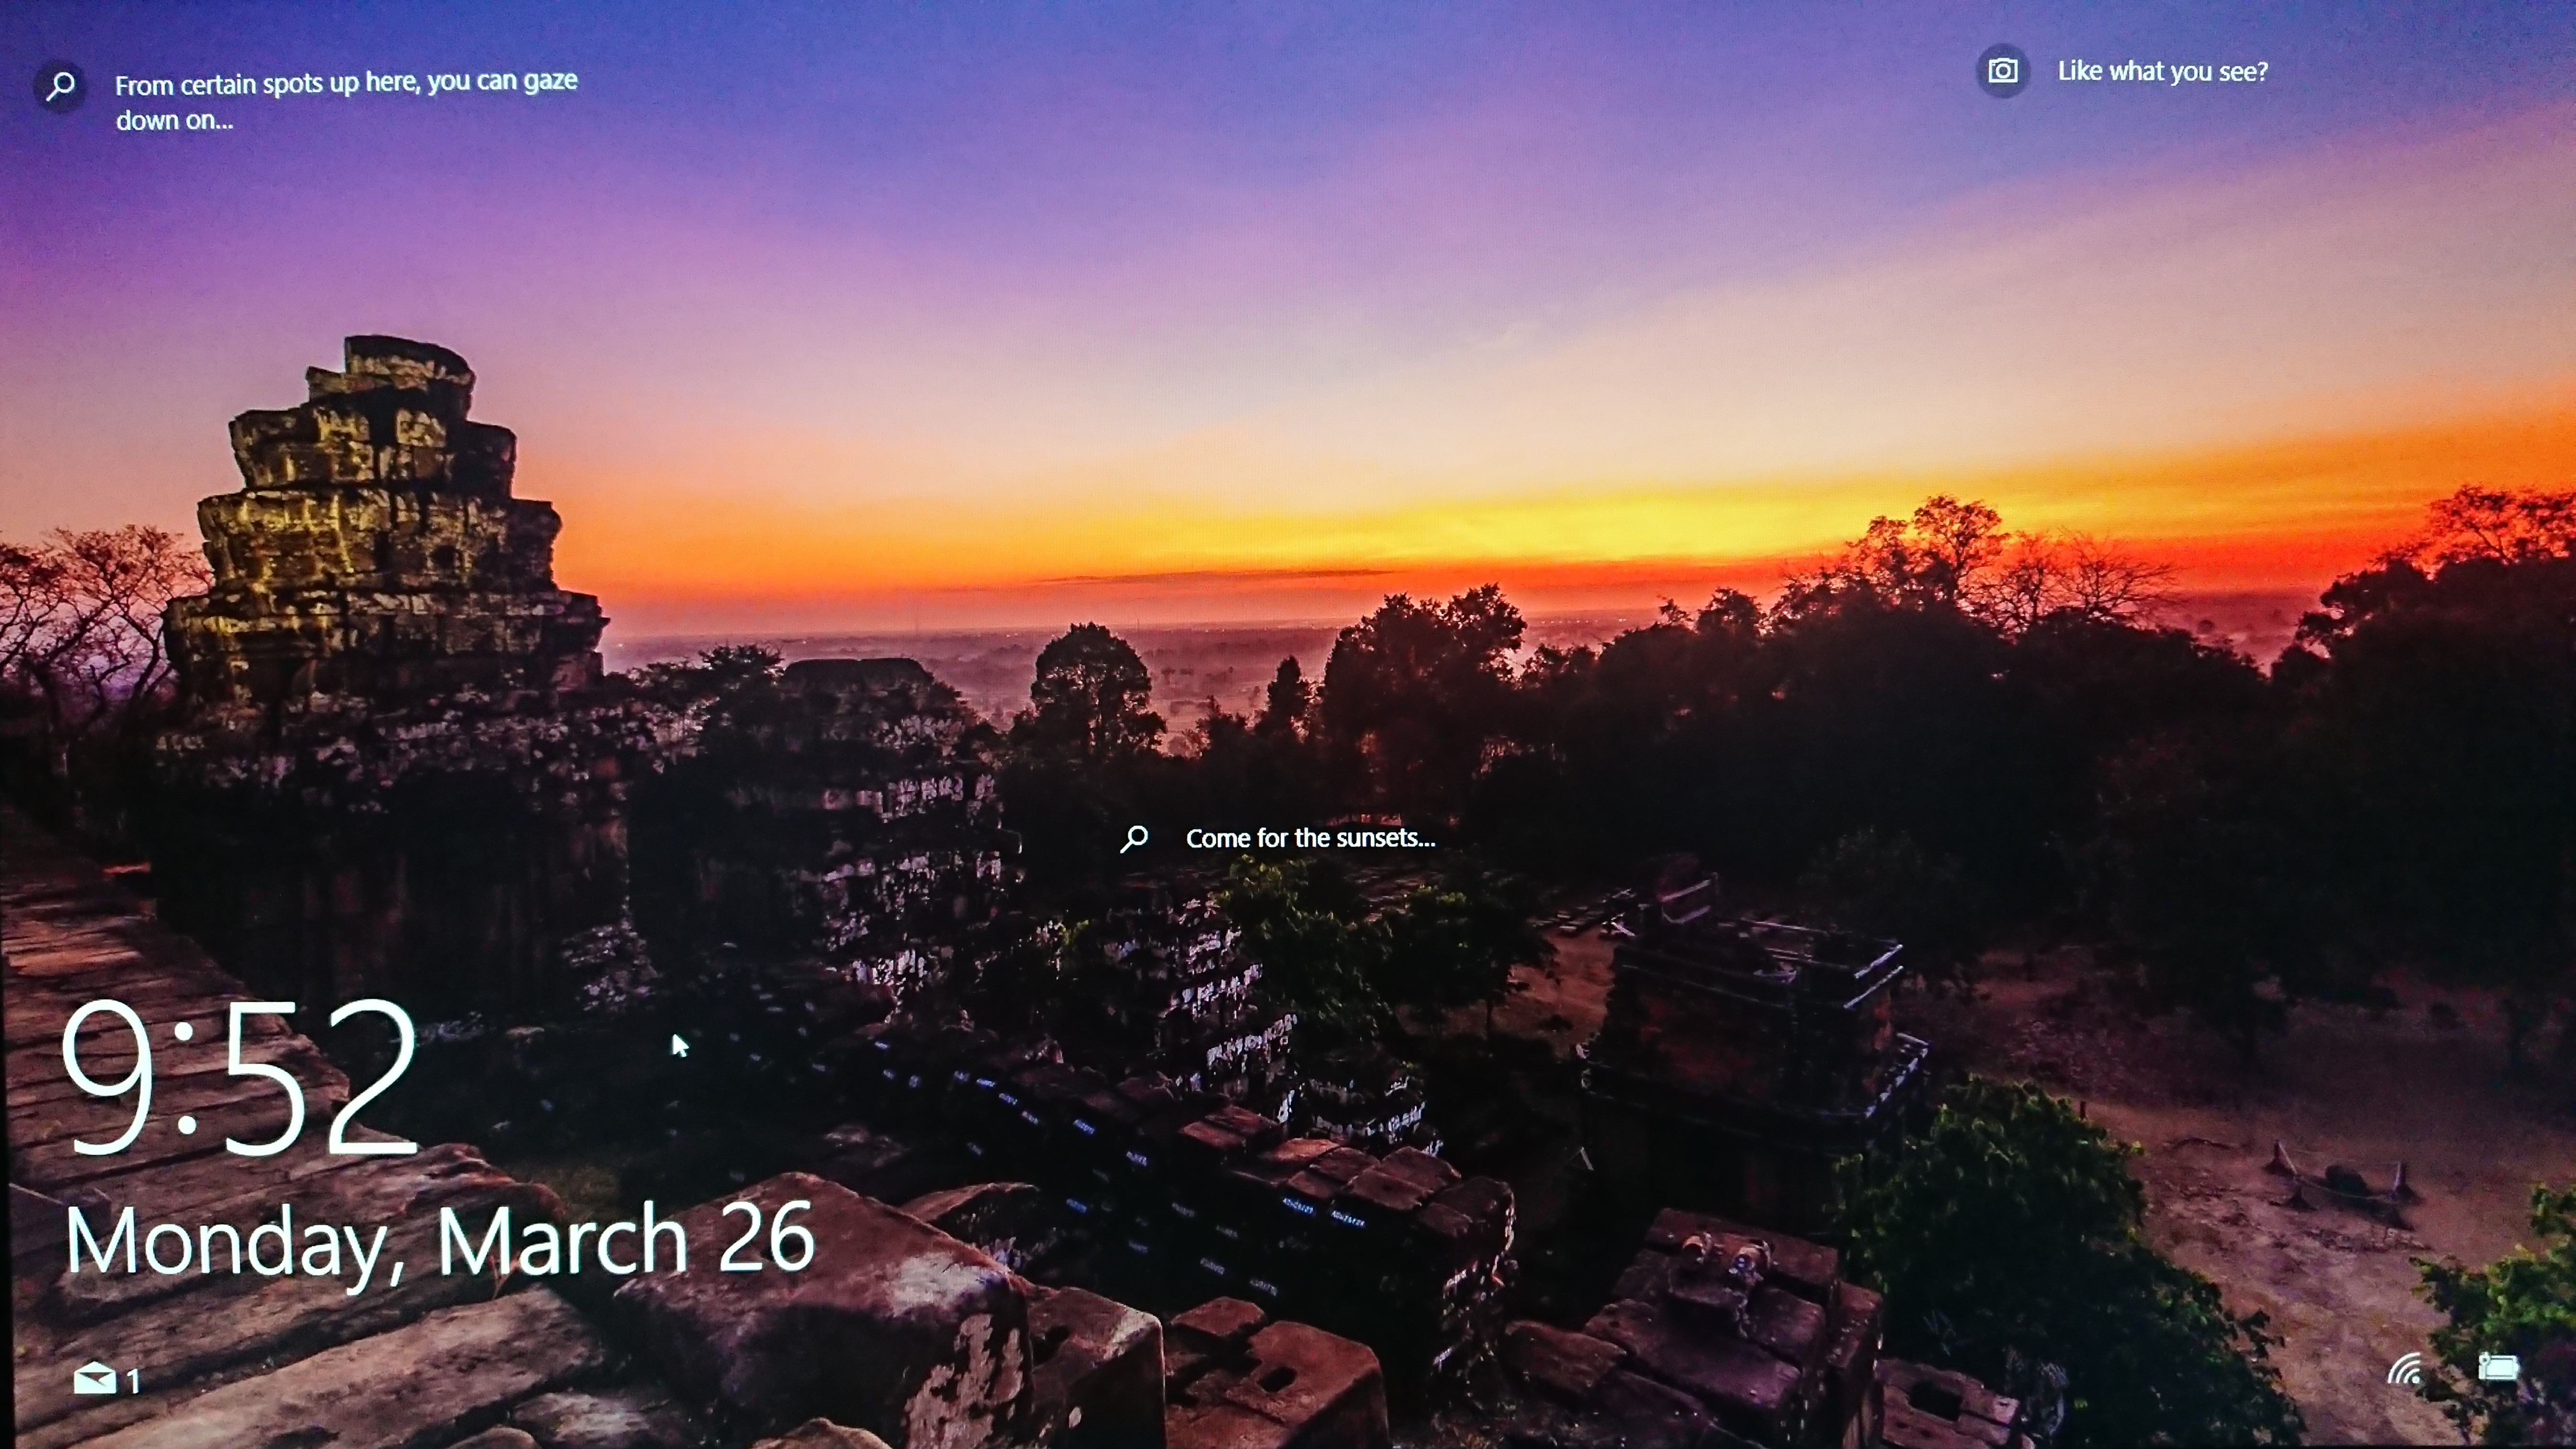 From certain spots up here, you can gaze
down on...
Like what you see?
Come for the sunsets...
9:52
Monday, March 26
1